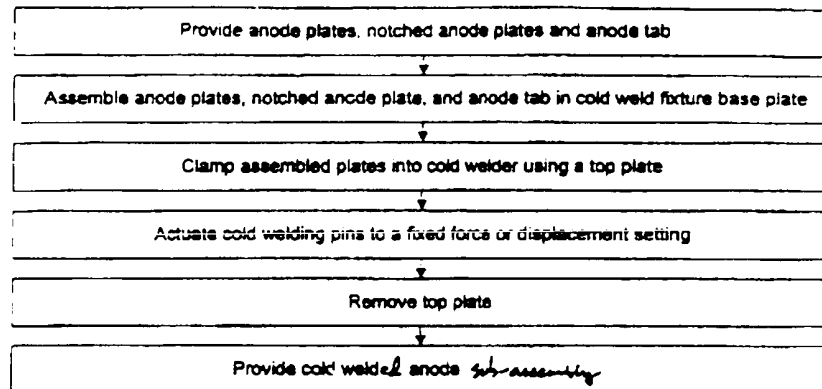 Provide anode plates, notched anode plates and anode tab
Assemble anode plates, notched anode plate, and anode tab in cold weld fixture base plate
Clamp assembled plates into cold welder using a top plate
Actuate cold welding pins to a fixed force or displacement setting
Remove top plate
Provide cold welded anode sub-assembly